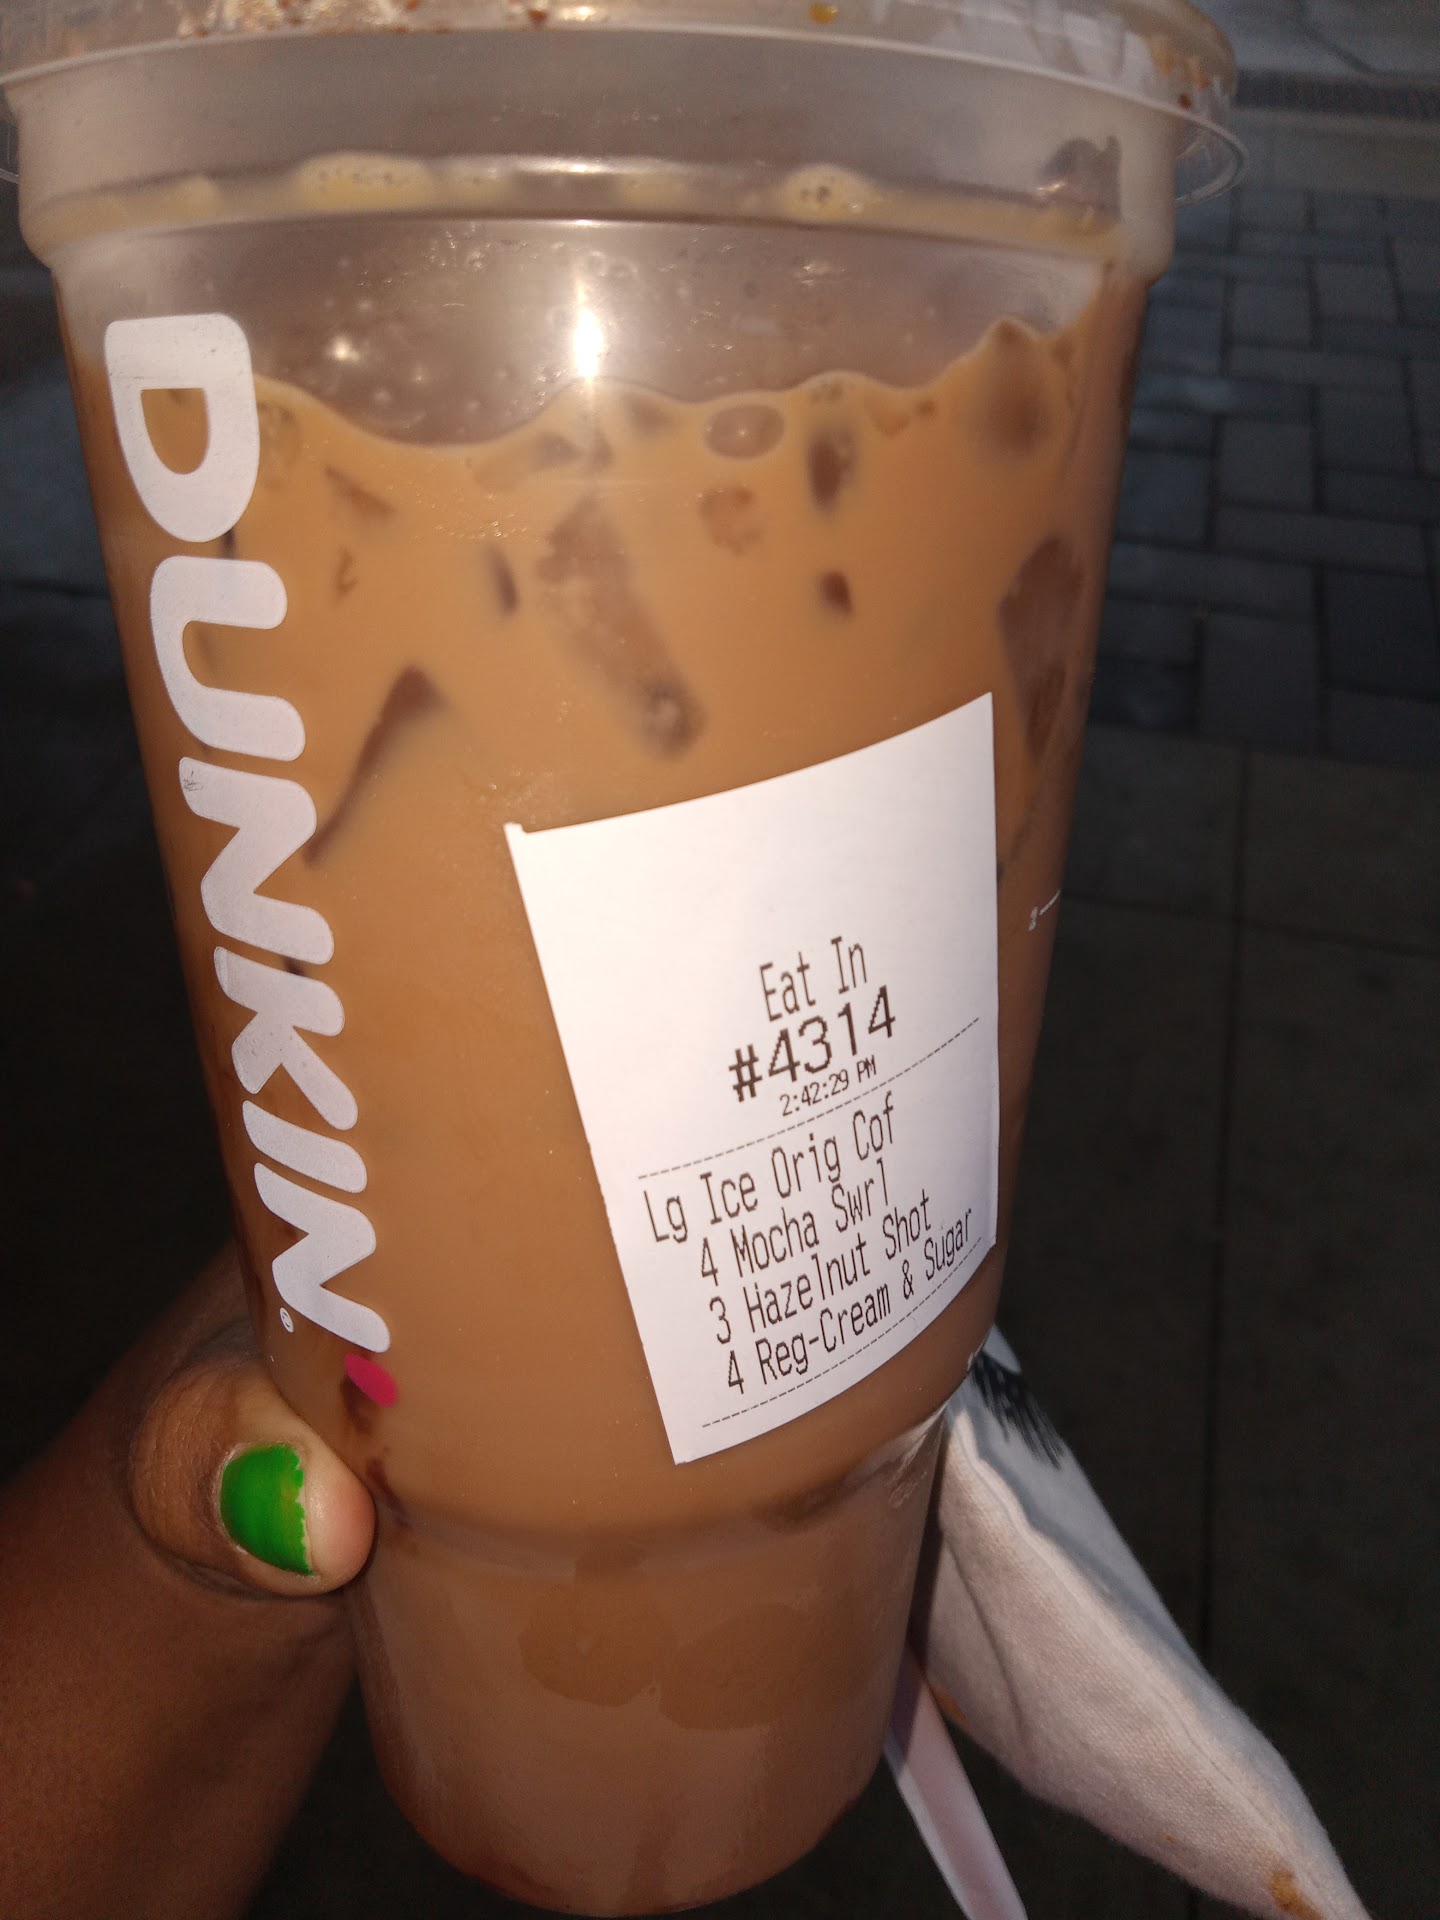 DUNKIN'
Eat In
#4314
2:42:29 PM
Lg Ice Orig Cof
4 Mocha Swrl
3 Hazelnut Shot
4 Reg-Cream & Sugar